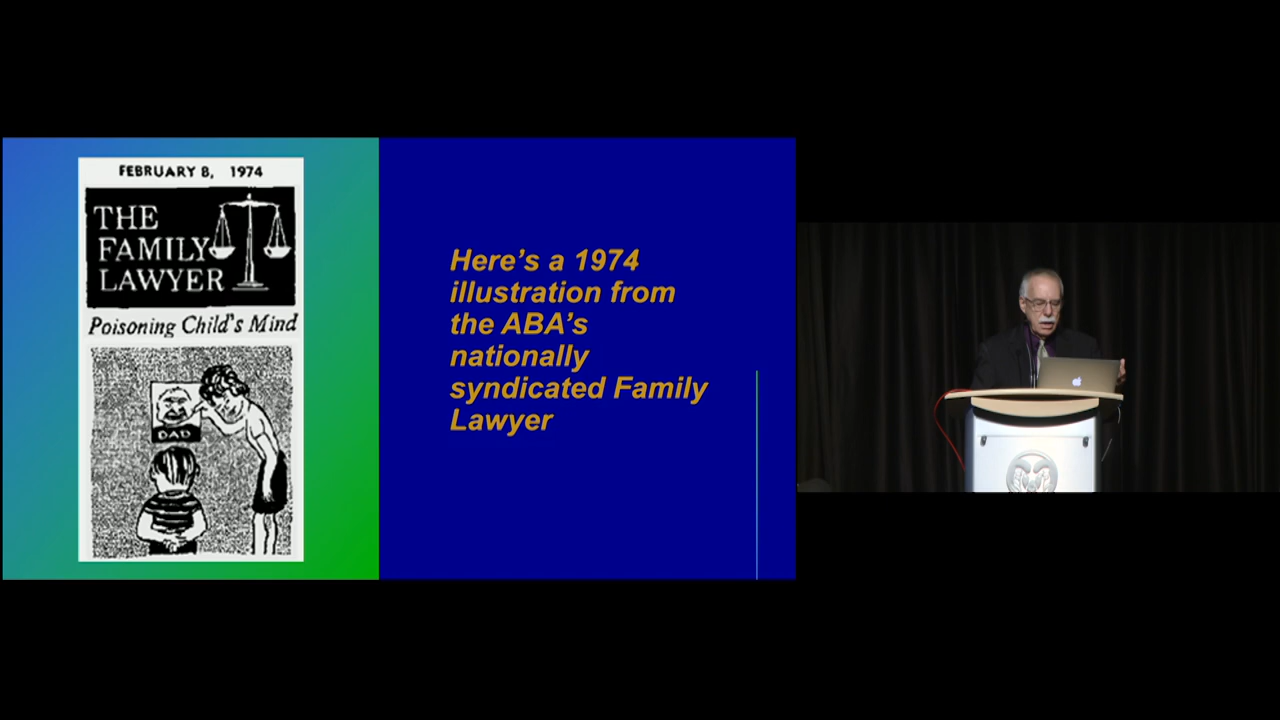 FEBRUARY 8, 1974
THE
FAMILY
LAWYER
Poisoning Child's Mind
DAD
Here's a 1974
illustration from
the ABA's
nationally
syndicated Family
Lawyer